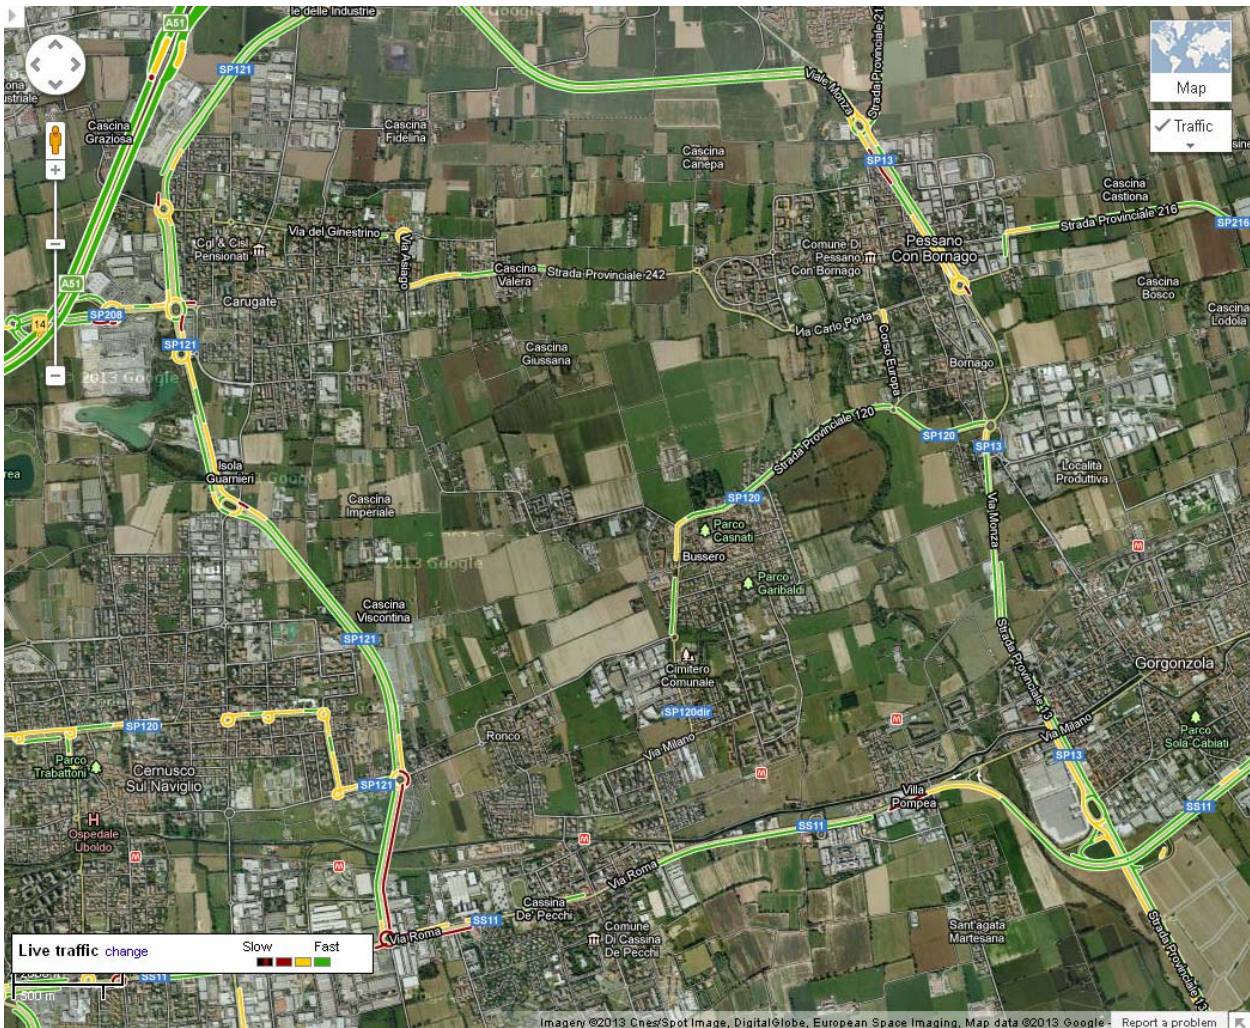 le delle Industrie
A51
SP121
Viale Monza
Strada Provinciale 21
Map
Traffic
Cascina
Graziosa
Cascina
Fidelina
Cascina
Canepa
SP13
Cascina
Castiona
Strada Provinciale 216
SP216
Via del Ginestrino
Via Asiago
Cgl & Cisl
Pensionati
Comune Di
Pessano
Con Bornago
Pessano
Con Bornago
A51
Cascina
Valera
Strada Provinciale 242
Cascina
Bosco
Carugate
SP208
14
Via Carlo Porta
Cascina
Lodola
SP121
Cascina
Giussana
Corso Europa
Bornago
2013 Google
Strada Provinciale 120
SP120
SP13
Isola
Guarnieri
Google
Località
Produttiva
Cascina
Imperiale
SP120
Via Monza
Parco
Casnati
Bussero
2013 Google
Parco
Garibaldi
Cascina
Viscontina
SP121
Strada Provinciale 13
Cimitero
Comunale
Gorgonzola
SP120dir
SP120
Ronco
Via Milano
Via Milano
Parco
Sola-Cabiati
Parco
Trabattoni
Cernusco
Sul Naviglio
SP121
SP13
Villa
Pompea
SS11
H
Ospedale
Uboldo
SS11
M
Via Roma
Cassina
De' Pecchi
SS11
Via Roma
Comune
Di Cassina
De Pecchi
Sant'agata
Martesana
Strada Provinciale 13
Live traffic change
Slow Fast
SS11
500 m
Imagery ©2013 Cnes/Spot Image, DigitalGlobe, European Space Imaging, Map data ©2013 Google -
Report a problem